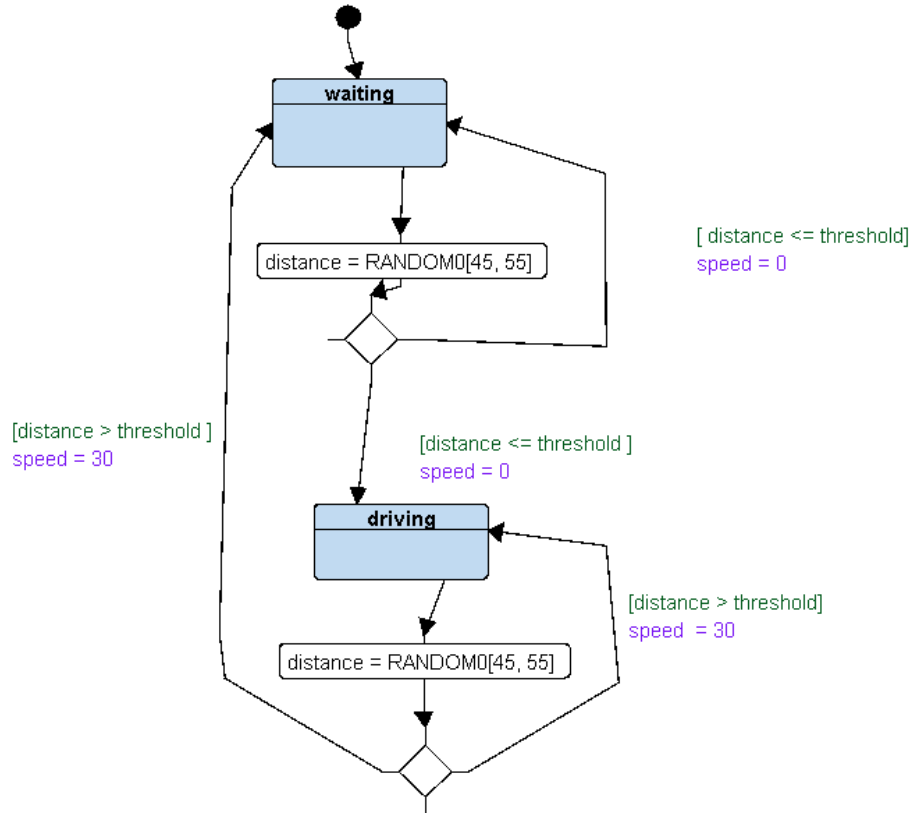 waiting
[ distance <= threshold]
speed = 0
distance = RANDOM0[45, 55]
[distance > threshold ]
speed = 30
[distance <= threshold ]
speed = 0
driving
[distance > threshold]
speed  = 30
distance = RANDOM0[45, 55]